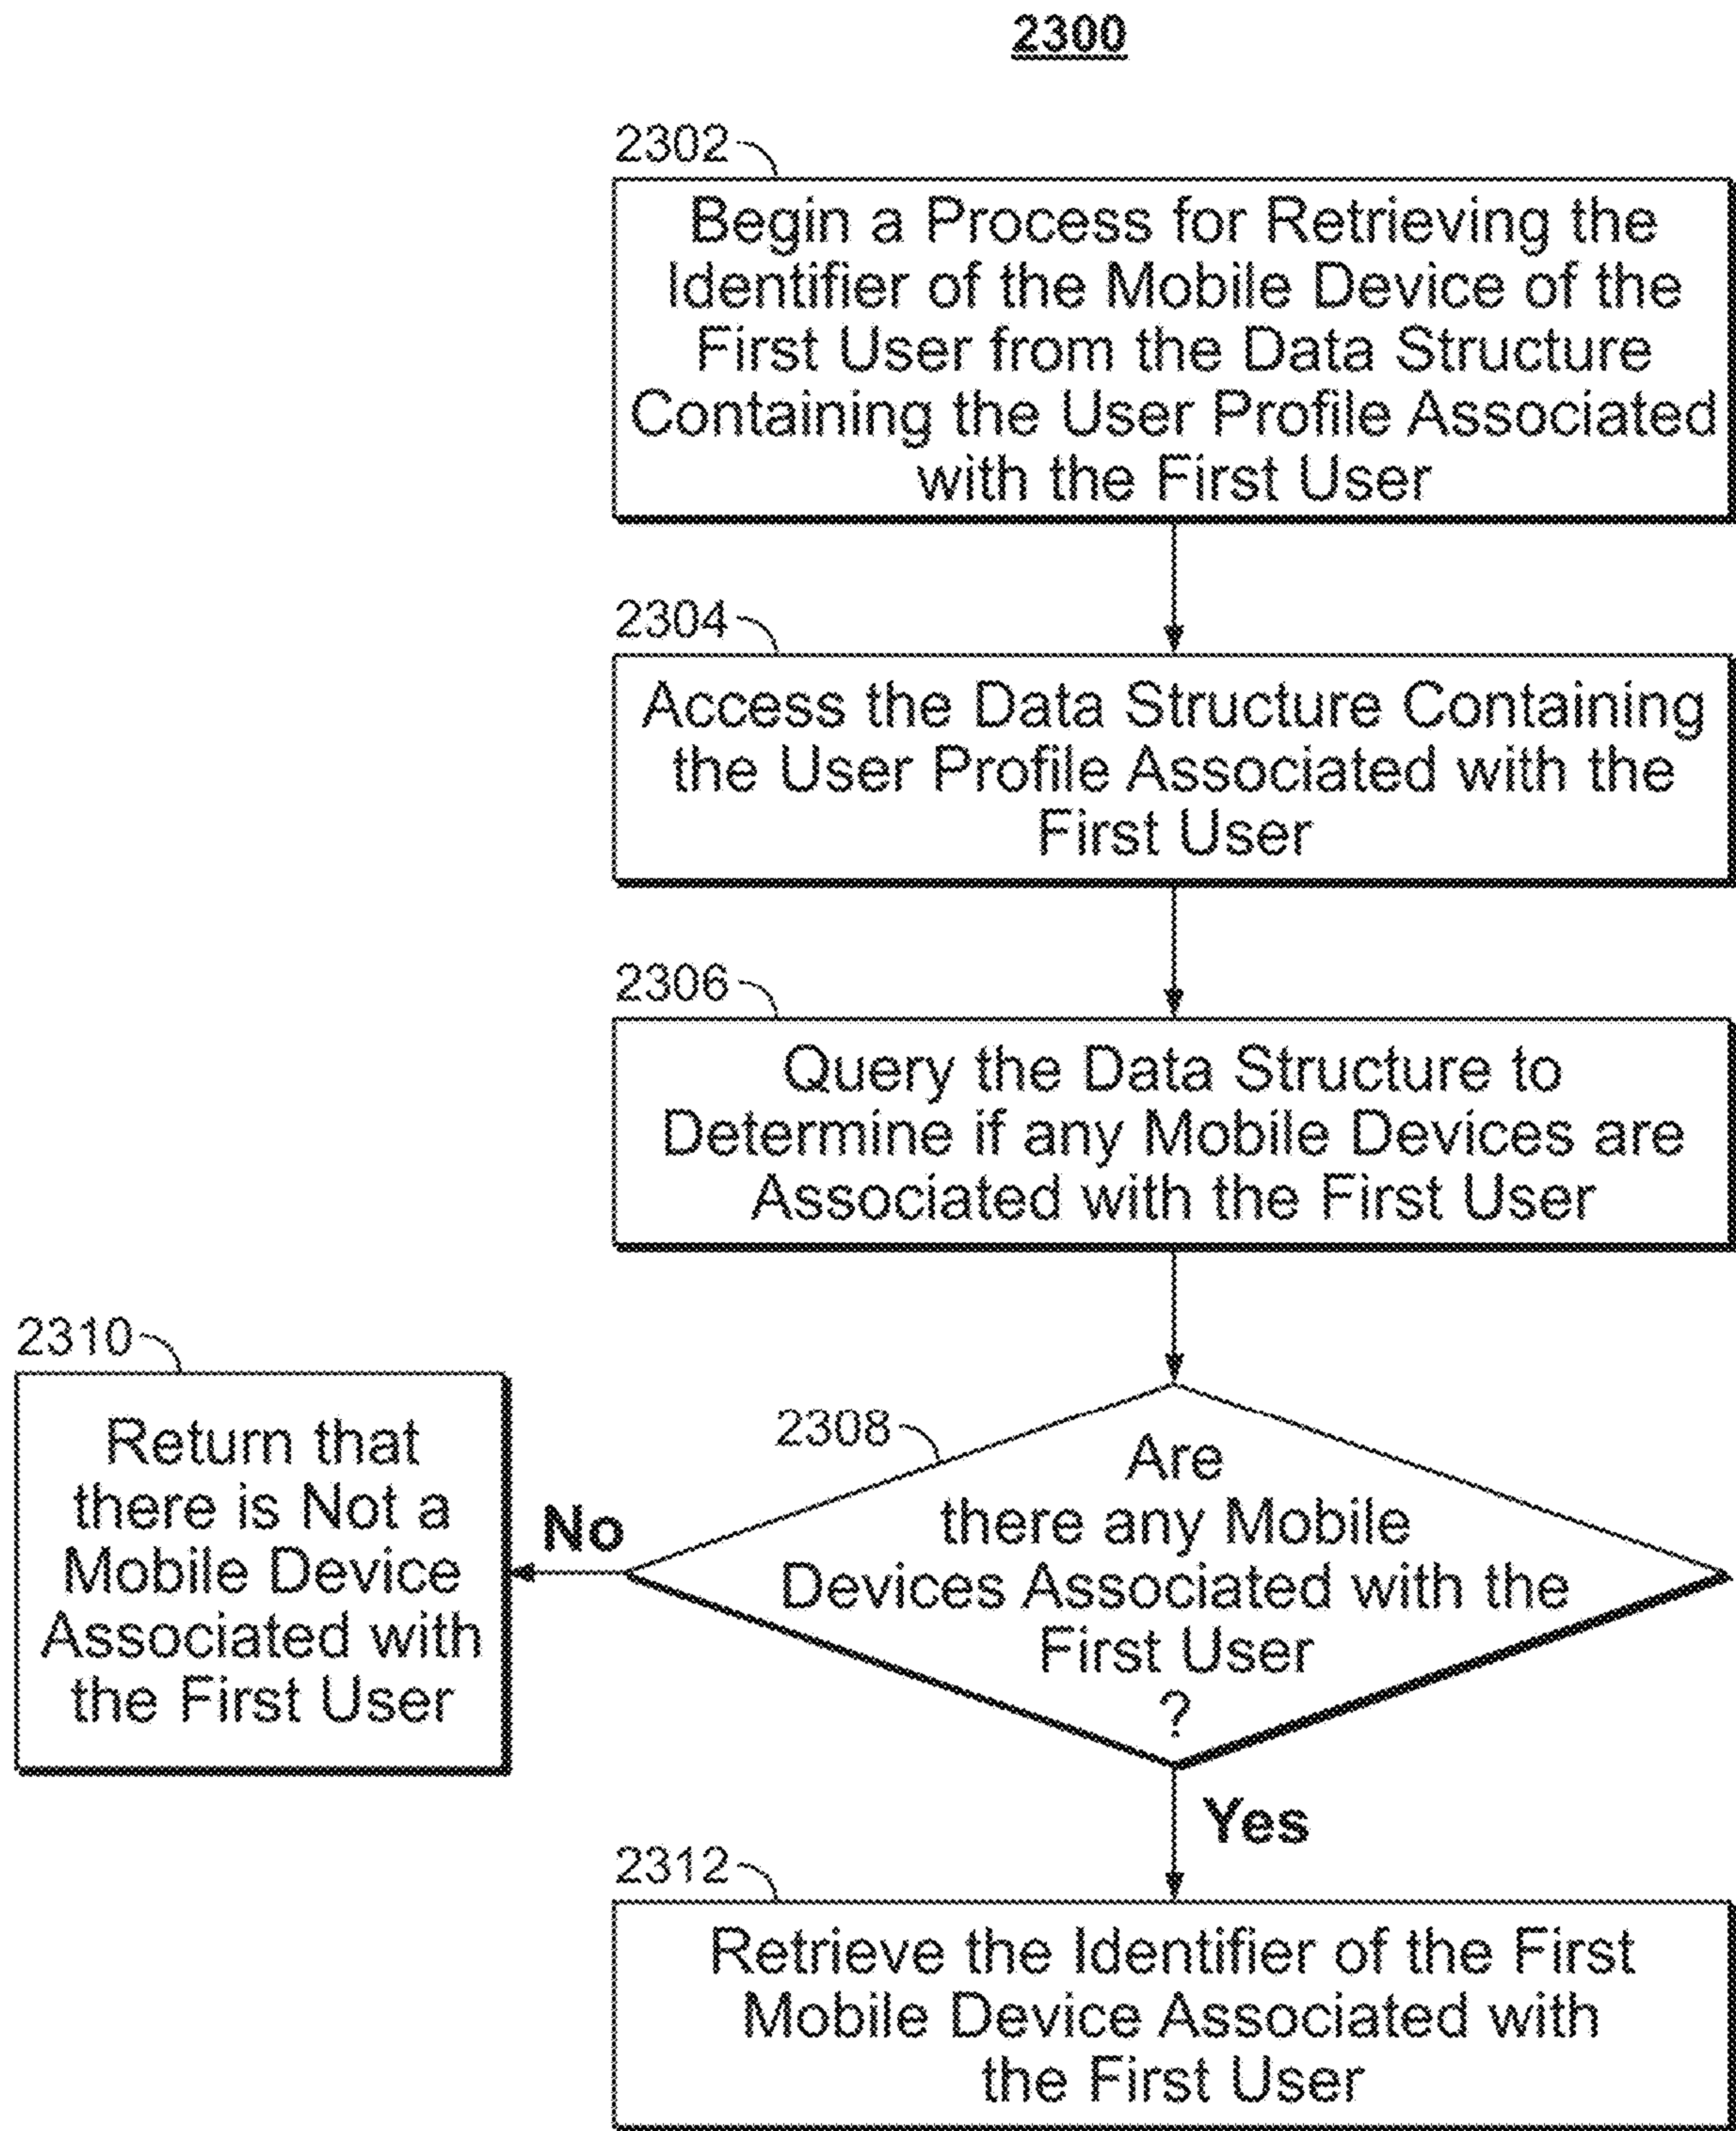 2300
2302
Begin a Process for Retrieving the
Identifier of the Mobile Device of the
First User from the Data Structure
Containing the User Profile Associated
with the First User
2304
Access the Data Structure Containing
the User Profile Associated with the
First User
2306
Query the Data Structure to
Determine if any Mobile Devices are
Associated with the First User
2310
Return that
there is Not a
Mobile Device
Associated with
the First User
No
2308
Are
there any Mobile
Devices Associated with the
First User
?
Yes
2312
Retrieve the Identifier of the First
Mobile Device Associated with
the First User